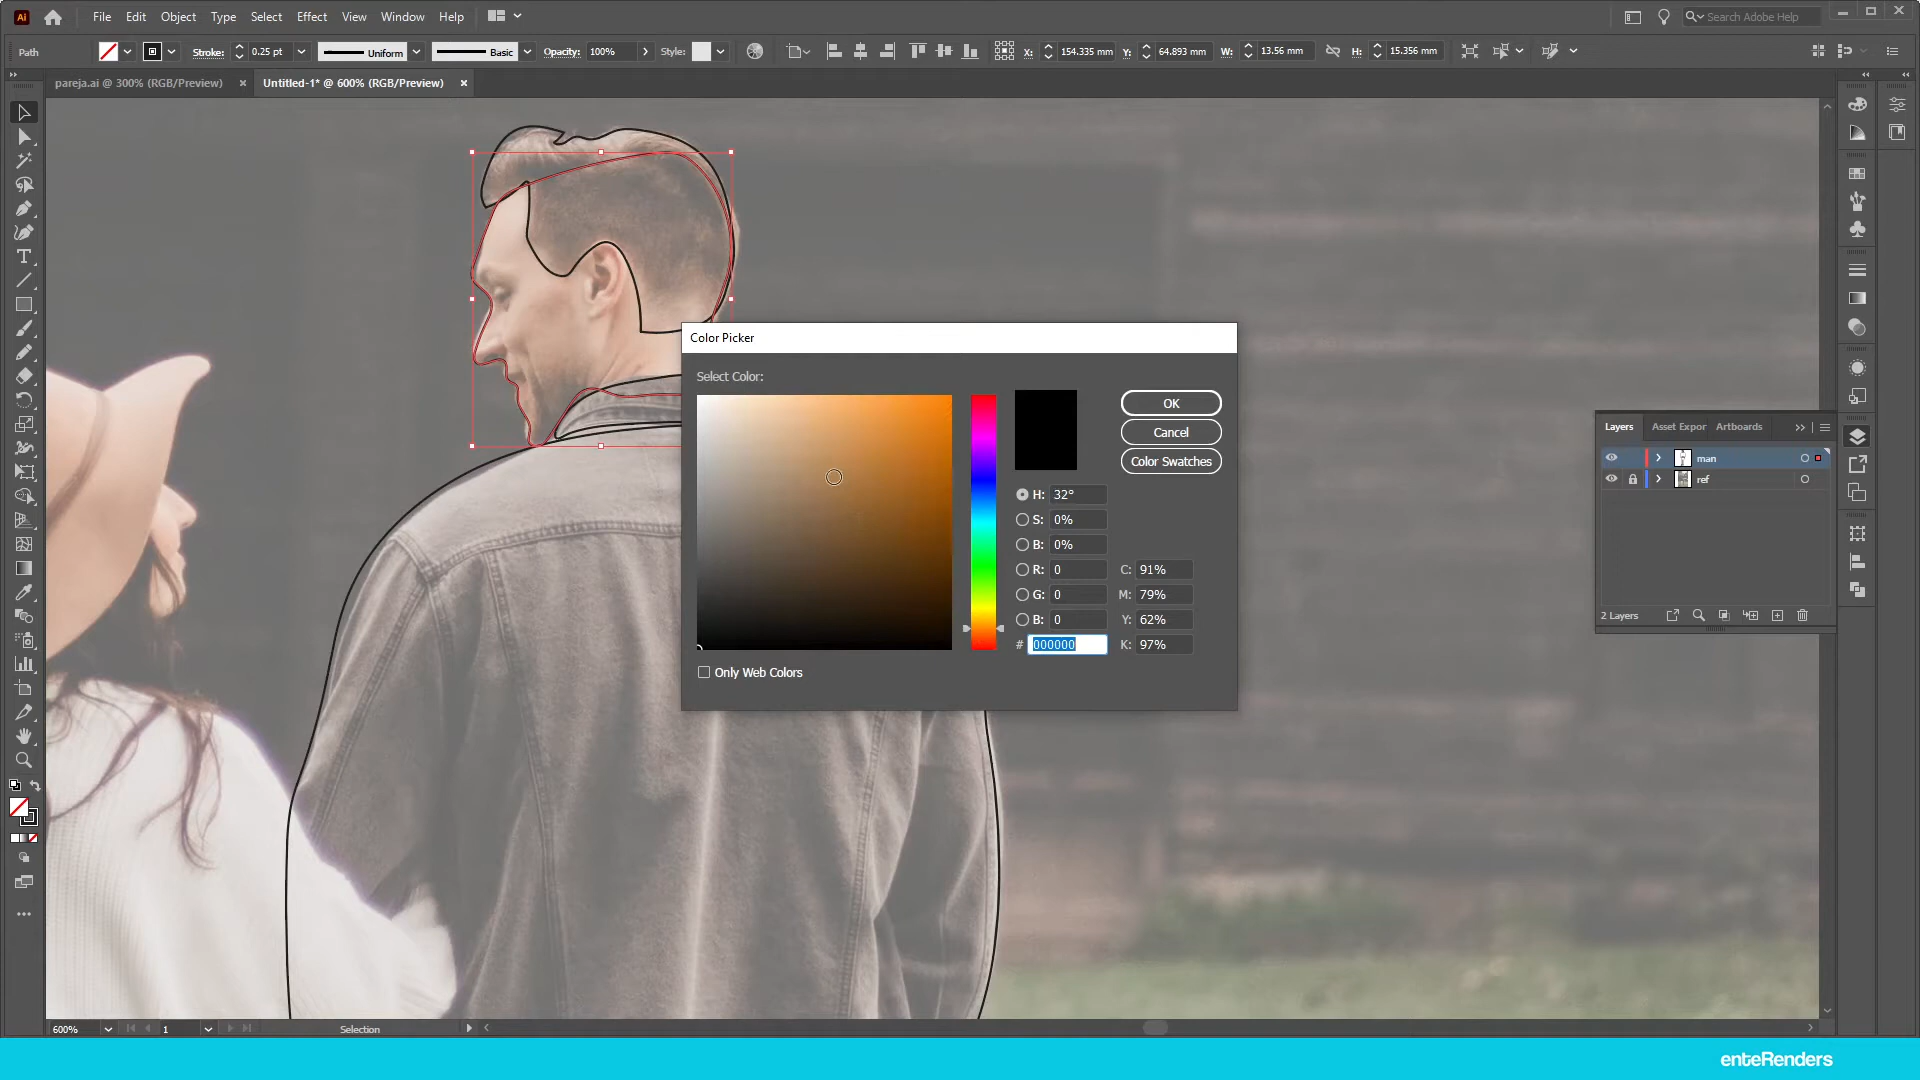 Ai File Edit Object Type Select Effect View Window Help Search Adobe Help
Path Stroke: 0.25 pt Uniform Basic Opacity: 100% Style: X: 154.335 mm Y: 64.893 mm W: 13.56 mm H: 15.356 mm
pareja.ai @ 300% (RGB/Preview) Untitled-1* @ 600% (RGB/Preview)
Color Picker
Select Color:
OK
Cancel
Color Swatches
H: 32°
S: 0%
B: 0%
R: 0 C: 91%
G: 0 M: 79%
B: 0 Y: 62%
# 000000 K: 97%
Only Web Colors
Layers Asset Expor Artboards
man
ref
2 Layers
600% 1 Selection
enteRenders